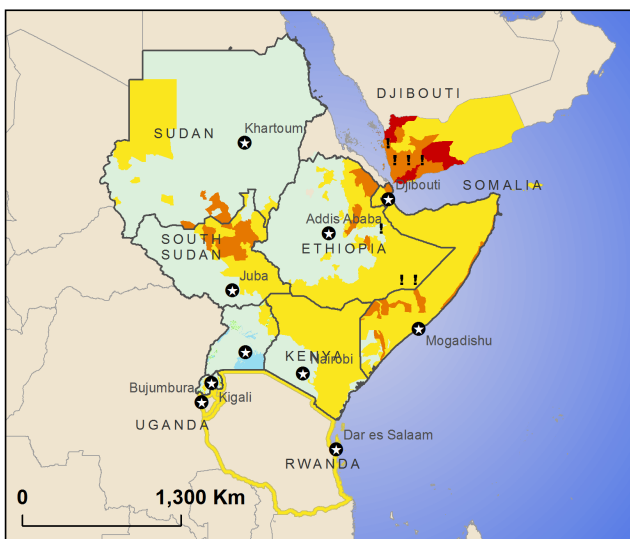 DJIBOUTI
SUDAN
Khartoum
!
! ! !
Djibouti
SOMALIA
Addis Ababa
!
ETHIOPIA
SOUTH
SUDAN
Juba
! !
Mogadishu
KENYA
Nairobi
Bujumbura
Kigali
UGANDA
Dar es Salaam
RWANDA
0 1,300 Km